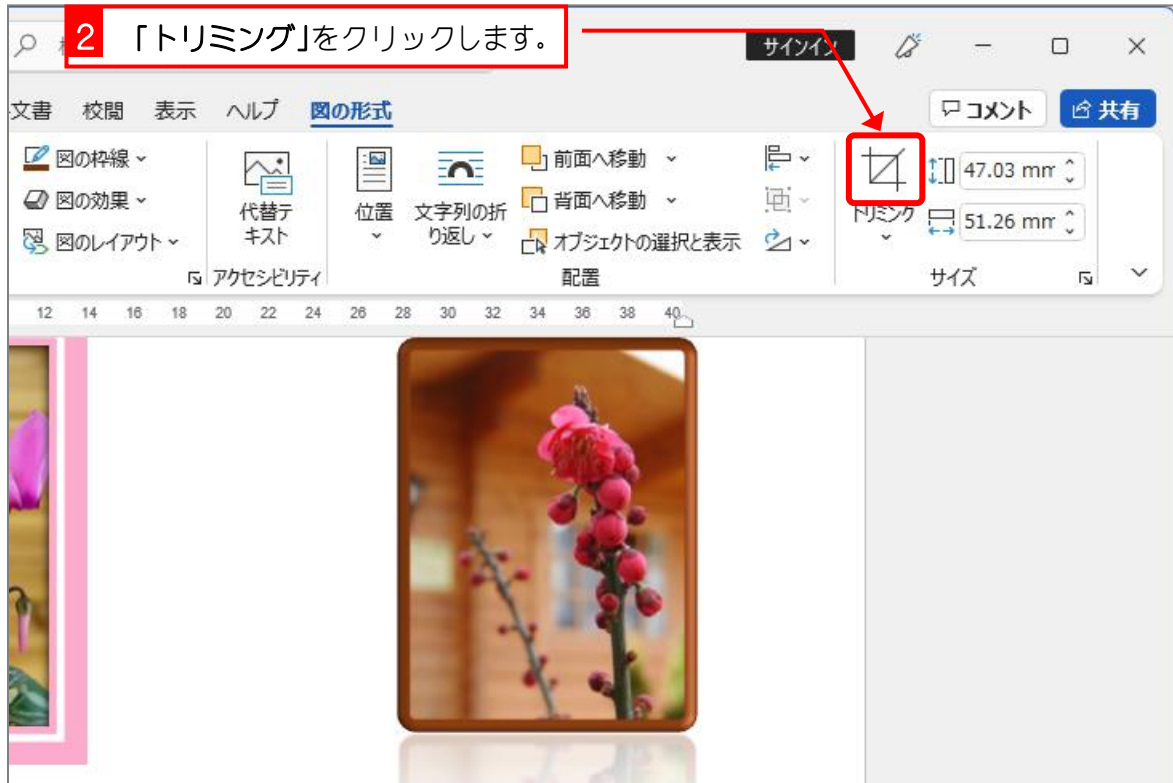 2 「トリミング」をクリックします。
サインイン
文書 校閲 表示 ヘルプ 図の形式 コメント 共有
図の枠線
図の効果
図のレイアウト
代替テ
キスト
アクセシビリティ
位置
文字列の折
り返し
前面へ移動
背面へ移動
オブジェクトの選択と表示
配置
トリミング
47.03 mm
51.26 mm
サイズ
12 14 16 18 20 22 24 26 28 30 32 34 36 38 40